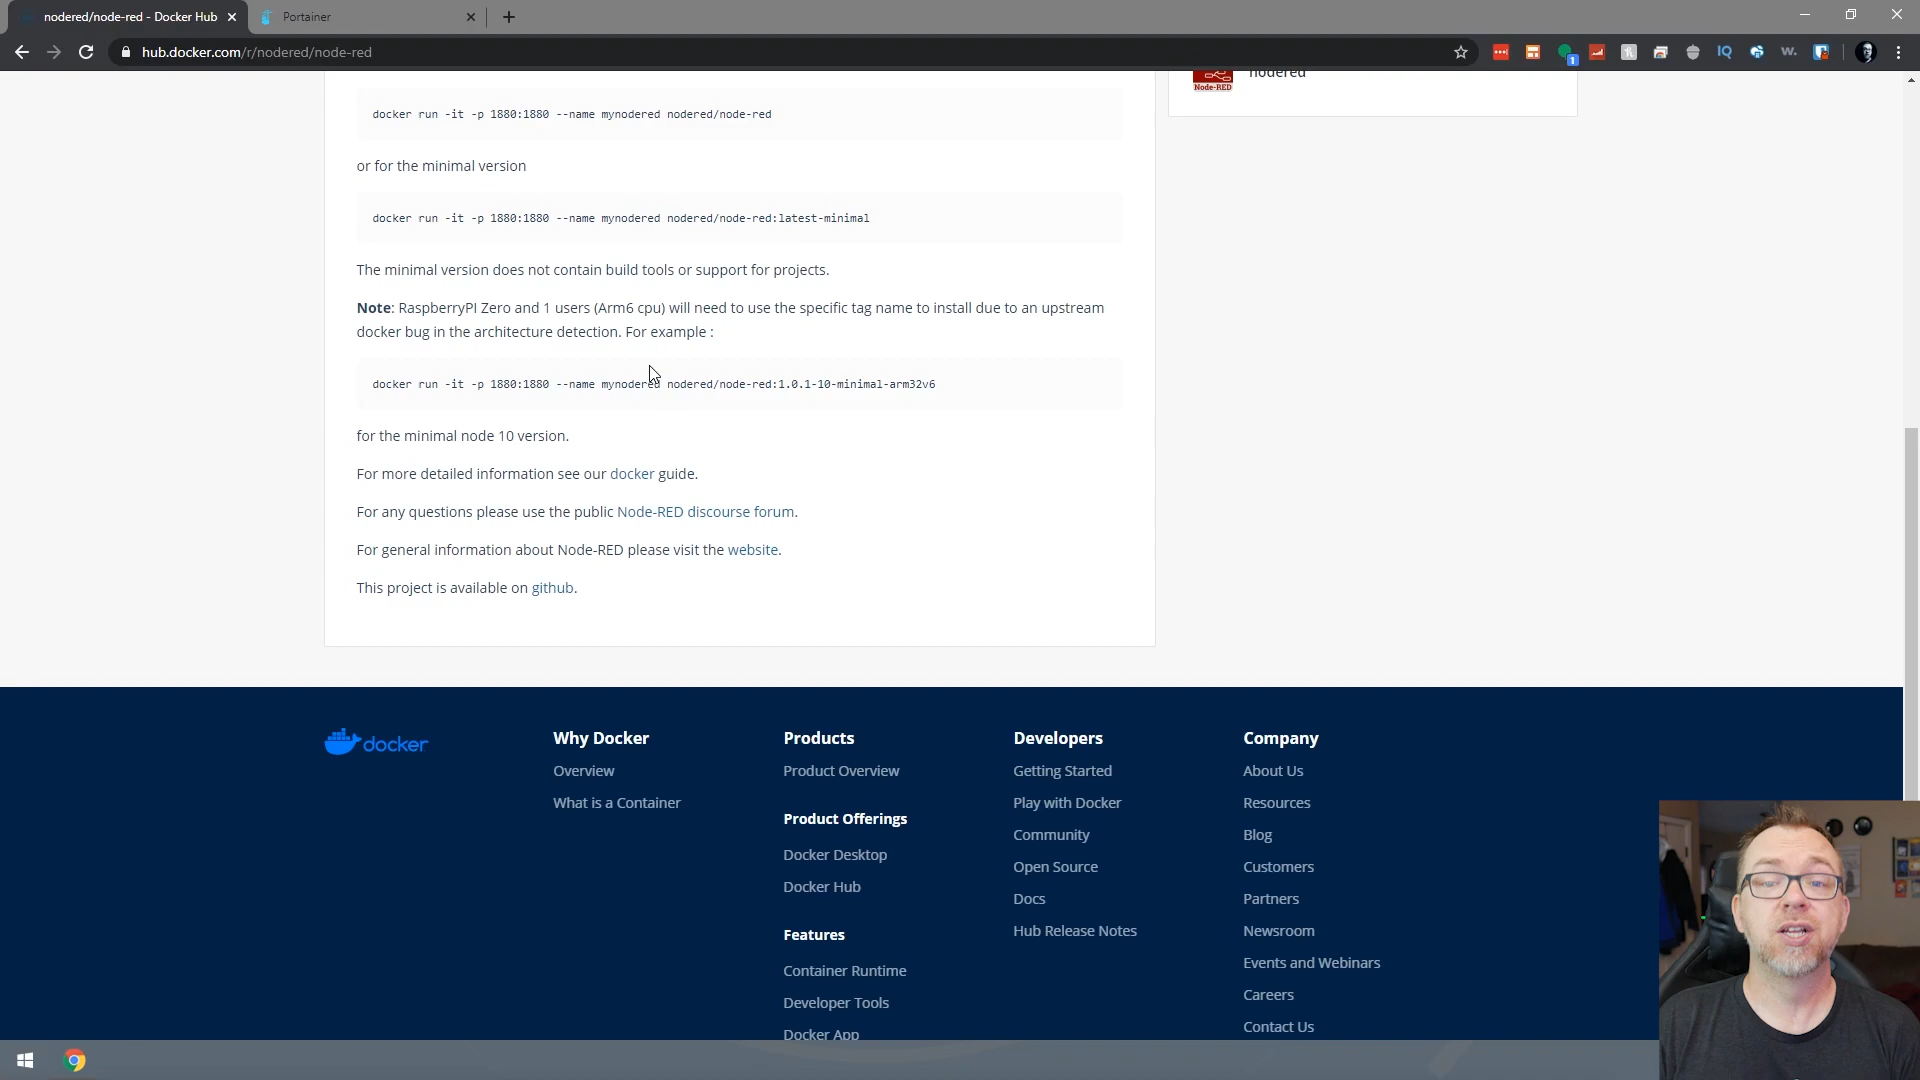 nodered/node-red - Docker Hub
Portainer
hub.docker.com/r/nodered/node-red
1
IQ
w.
nodered
Node-RED
docker run -it -p 1880:1880 --name mynodered nodered/node-red
or for the minimal version
docker run -it -p 1880:1880 --name mynodered nodered/node-red:latest-minimal
The minimal version does not contain build tools or support for projects.
Note: RaspberryPI Zero and 1 users (Arm6 cpu) will need to use the specific tag name to install due to an upstream
docker bug in the architecture detection. For example :
docker run -it -p 1880:1880 --name mynodered nodered/node-red:1.0.1-10-minimal-arm32v6
for the minimal node 10 version.
For more detailed information see our docker guide.
For any questions please use the public Node-RED discourse forum.
For general information about Node-RED please visit the website.
This project is available on github.
docker
Why Docker
Overview
What is a Container
Products
Product Overview
Product Offerings
Docker Desktop
Docker Hub
Features
Container Runtime
Developer Tools
Docker App
Developers
Getting Started
Play with Docker
Community
Open Source
Docs
Hub Release Notes
Company
About Us
Resources
Blog
Customers
Partners
Newsroom
Events and Webinars
Careers
Contact Us